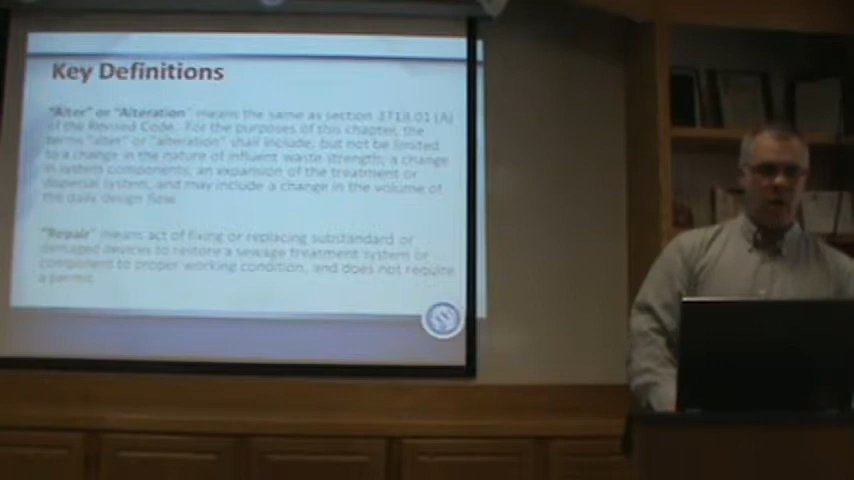 Key Definitions
"Alter" or "Alteration" means the same as section 3718.01 (A)
of the Revised Code. For the purposes of this chapter, the
terms "alter" or "alteration" shall include, but not be limited
to a change in the nature of influent waste strength; a change
in system components; an expansion of the treatment or
dispersal system; and may include a change in the volume of
the daily design flow.
"Repair" means act of fixing or replacing substandard or
damaged devices to restore a sewage treatment system or
component to proper working condition, and does not require
a permit.